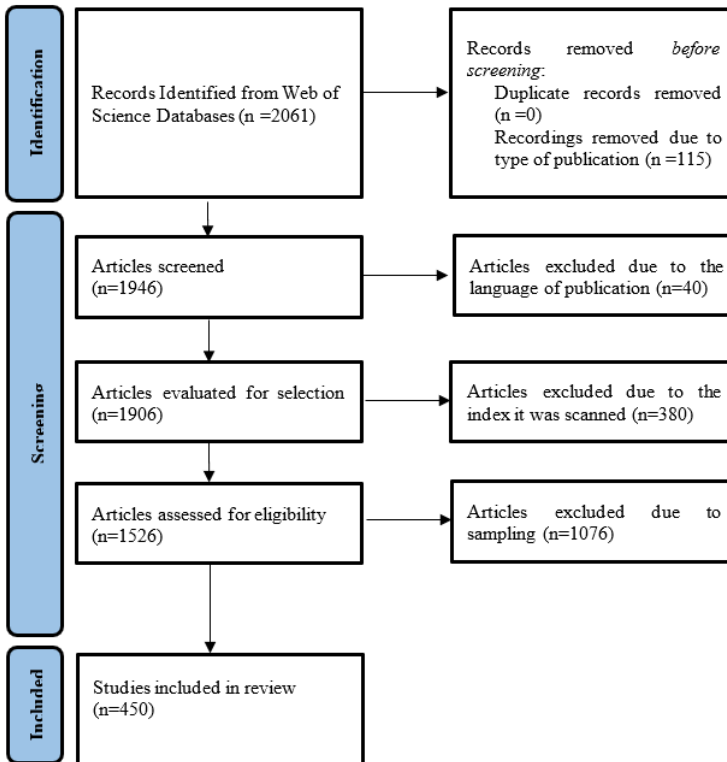 Identification
Records Identified from Web of
Science Databases (n =2061)
Records removed before
screening:
Duplicate records removed
(n =0)
Recordings removed due to
type of publication (n =115)
Screening
Articles screened
(n=1946)
Articles excluded due to the
language of publication (n=40)
Articles evaluated for selection
(n=1906)
Articles excluded due to the
index it was scanned (n=380)
Articles assessed for eligibility
(n=1526)
Articles excluded due to
sampling (n=1076)
Included
Studies included in review
(n=450)